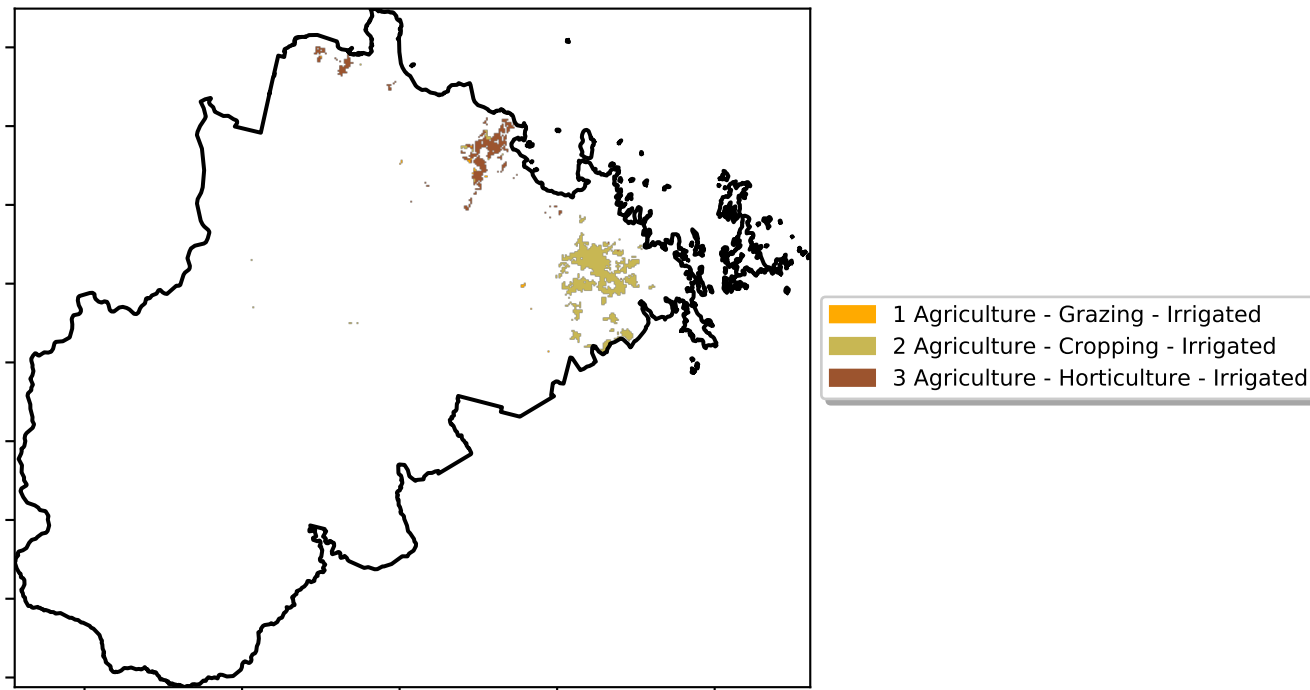 1 Agriculture - Grazing - Irrigated
2 Agriculture - Cropping - Irrigated
3 Agriculture - Horticulture - Irrigated